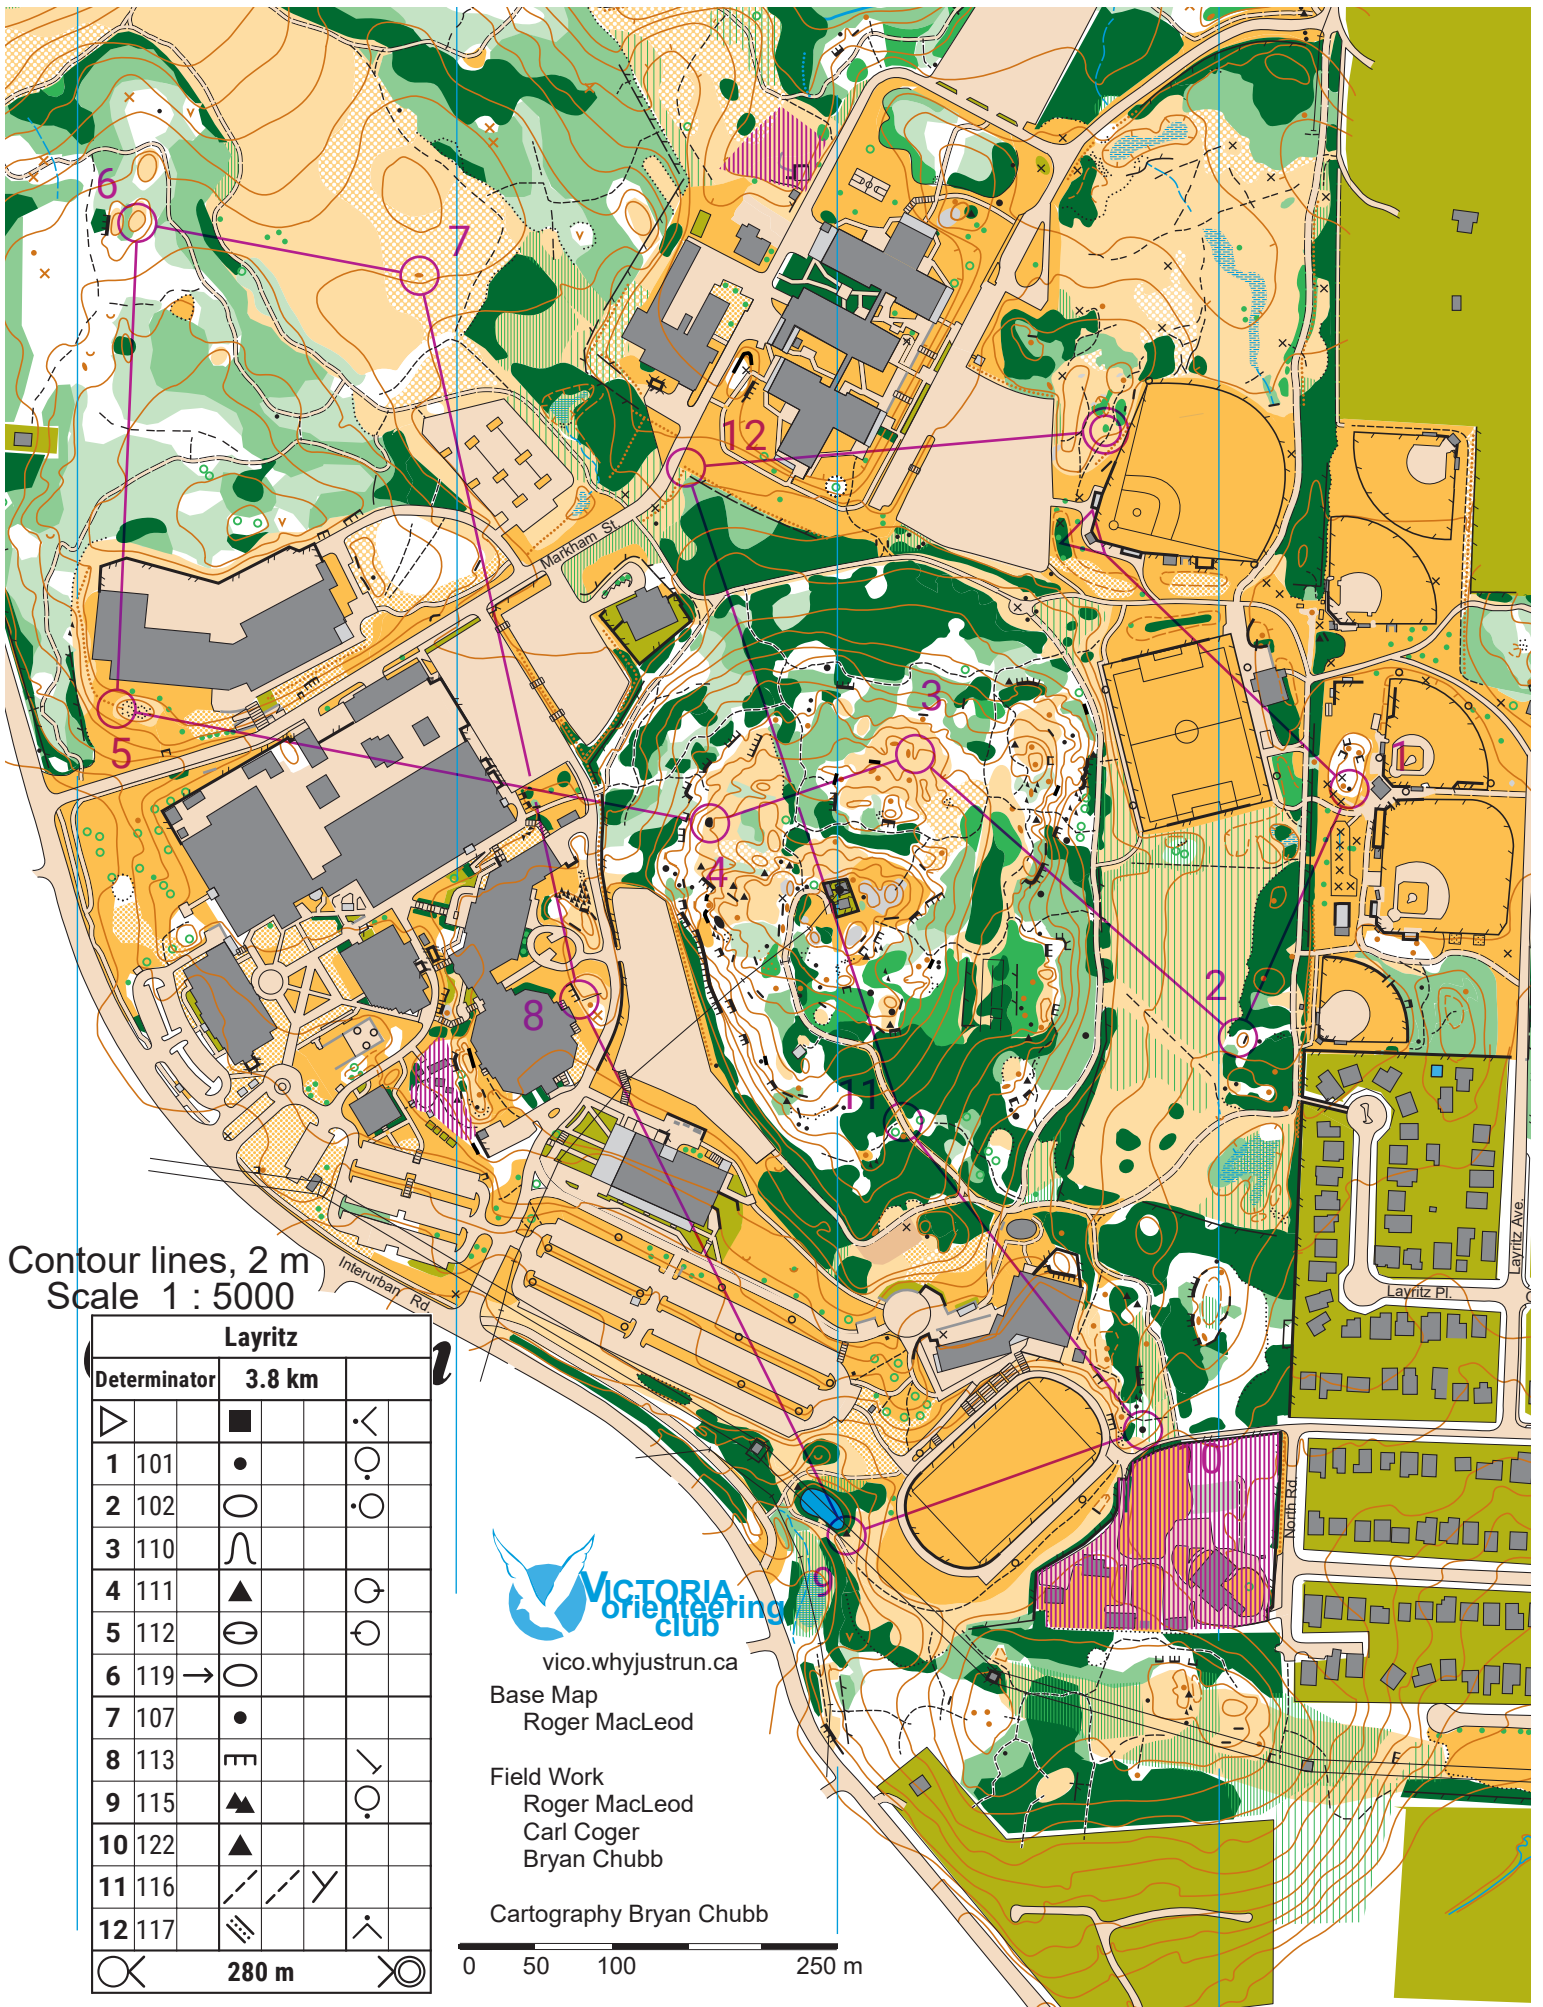 6
7
12
Markham St.
3
1
5
4
2
8
11
Contour lines, 2 m
Scale 1 : 5000
Interurban Rd.
Layritz Ave.
Layritz Pl.
North Rd.
10
9
Layritz
Determinator 3.8 km
1 101
2 102
3 110
4 111
5 112
6 119
7 107
8 113
9 115
10 122
11 116
12 117
280 m
VICTORIA
orienteering
club
vico.whyjustrun.ca
Base Map
Roger MacLeod
Field Work
Roger MacLeod
Carl Coger
Bryan Chubb
Cartography Bryan Chubb
0 50 100 250 m